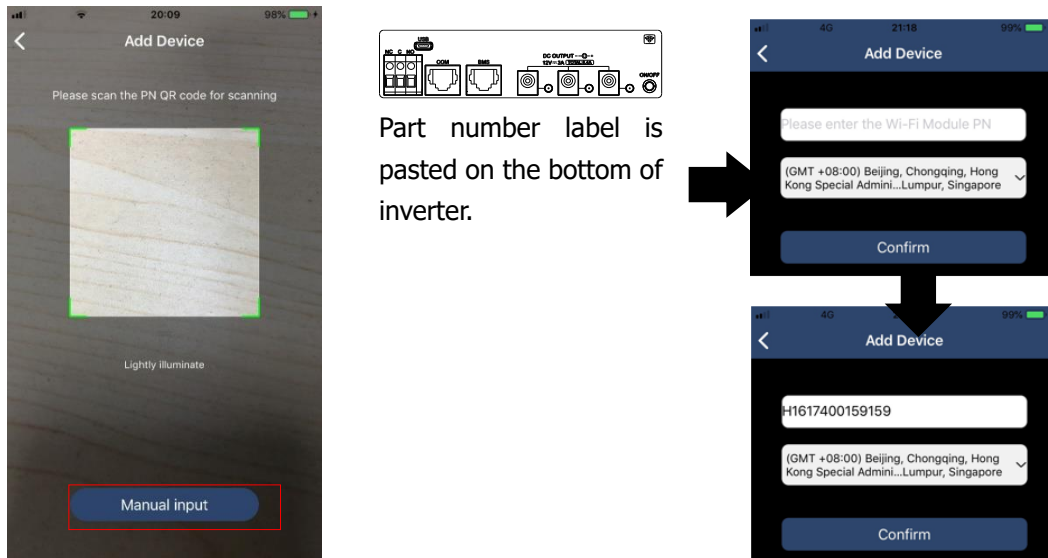 20:09
98%
Add Device
Please scan the PN QR code for scanning
Lightly illuminate
Manual input
USB
NC C NO
COM
BMS
DC OUTPUT
ON/OFF
Part number label is
pasted on the bottom of
inverter.
4G 21:18 99%
Add Device
Please enter the Wi-Fi Module PN
(GMT +08:00) Beijing, Chongqing, Hong
Kong Special Admini...Lumpur, Singapore
Confirm
4G 99%
Add Device
H1617400159159
(GMT +08:00) Beijing, Chongqing, Hong
Kong Special Admini...Lumpur, Singapore
Confirm